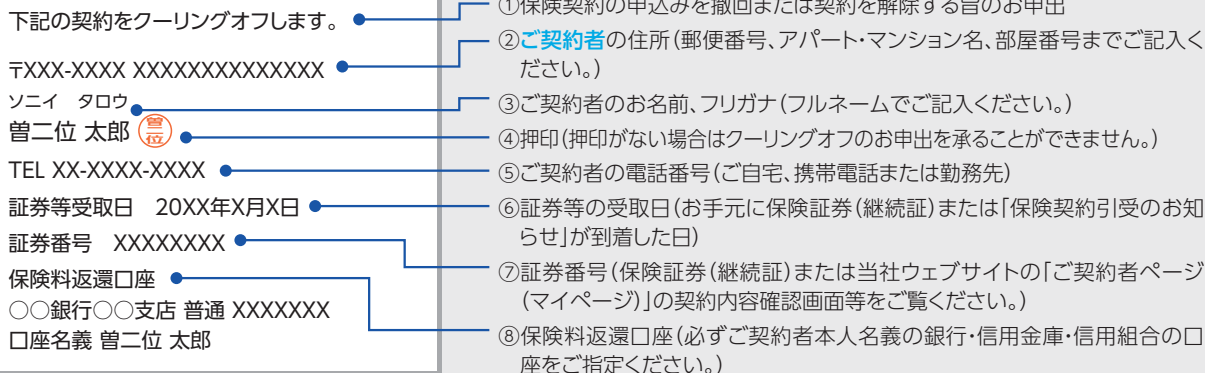 下記の契約をクーリングオフします。
〒XXX-XXXX XXXXXXXXXXXXXX
ソニイ タロウ
曽二位 太郎 曽二位
TEL XX-XXXX-XXXX
証券等受取日 20XX年X月X日
証券番号 XXXXXXXX
保険料返還口座
○○銀行○○支店 普通 XXXXXXX
口座名義 曽二位 太郎
①保険契約の申込みを撤回または契約を解除する旨のお申出
②ご契約者の住所(郵便番号、アパート・マンション名、部屋番号までご記入く
ださい。)
③ご契約者のお名前、フリガナ(フルネームでご記入ください。)
④押印(押印がない場合はクーリングオフのお申出を承ることができません。)
⑤ご契約者の電話番号(ご自宅、携帯電話または勤務先)
⑥証券等の受取日(お手元に保険証券(継続証)または「保険契約引受のお知
らせ」が到着した日)
⑦証券番号(保険証券(継続証)または当社ウェブサイトの「ご契約者ページ
(マイページ)」の契約内容確認画面等をご覧ください。)
⑧保険料返還口座(必ずご契約者本人名義の銀行・信用金庫・信用組合の口
座をご指定ください。)